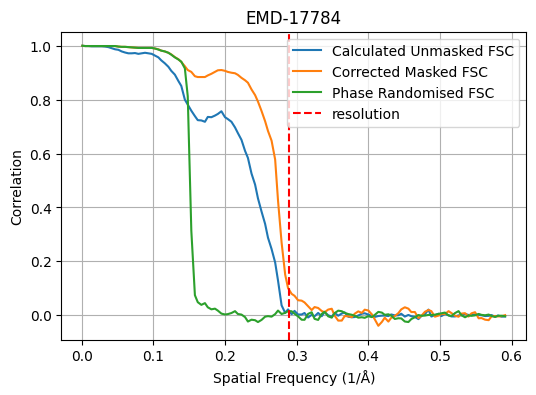 EMD-17784
1.0
0.8
0.6
0.4
0.2
0.0
Correlation
Calculated Unmasked FSC
Corrected Masked FSC
Phase Randomised FSC
resolution
0.0 0.1 0.2 0.3 0.4 0.5 0.6
Spatial Frequency (1/Å)